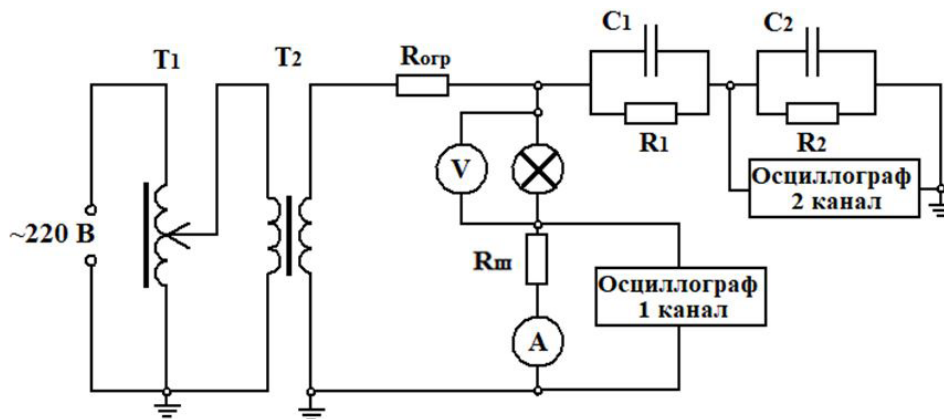 C1
C2
T1
T2
Rогр
R1
R2
V
Осциллограф
2 канал
~220 В
Rш
Осциллограф
1 канал
A